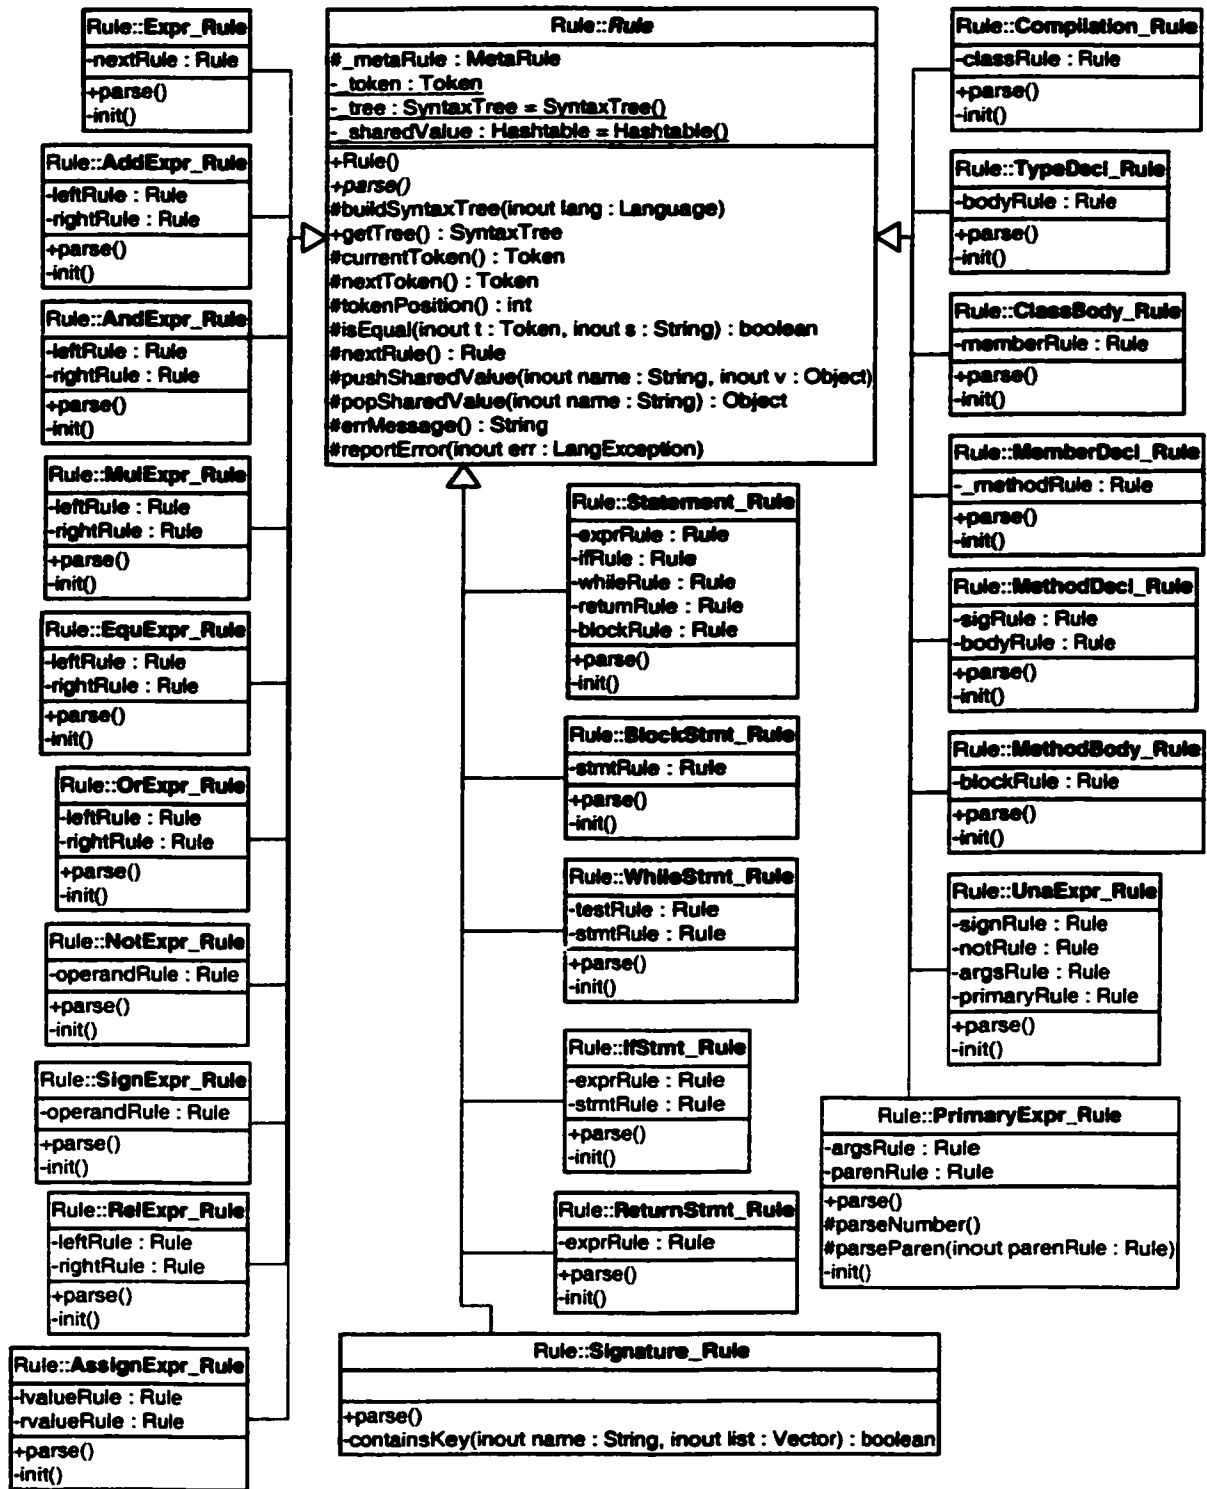 Rule::Expr_Rule
-nextRule : Rule
+parse()
-init()
Rule::AddExpr_Rule
-leftRule : Rule
-rightRule : Rule
+parse()
-init()
Rule::AndExpr_Rule
-leftRule : Rule
-rightRule : Rule
+parse()
-init()
Rule::MulExpr_Rule
-leftRule : Rule
-rightRule : Rule
+parse()
-init()
Rule::EquExpr_Rule
-leftRule : Rule
-rightRule : Rule
+parse()
-init()
Rule::OrExpr_Rule
-leftRule : Rule
-rightRule : Rule
+parse()
-init()
Rule::NotExpr_Rule
-operandRule : Rule
+parse()
-init()
Rule::SignExpr_Rule
-operandRule : Rule
+parse()
-init()
Rule::RelExpr_Rule
-leftRule : Rule
-rightRule : Rule
+parse()
-init()
Rule::AssignExpr_Rule
-lvalueRule : Rule
-rvalueRule : Rule
+parse()
-init()
Rule::Rule
#_metaRule : MetaRule
-_token : Token
-_tree : SyntaxTree = SyntaxTree()
-_sharedValue : Hashtable = Hashtable()
+Rule()
+parse()
#buildSyntaxTree(inout lang : Language)
+getTree() : SyntaxTree
#currentToken() : Token
#nextToken() : Token
#tokenPosition() : int
#isEqual(inout t : Token, inout s : String) : boolean
#nextRule() : Rule
#pushSharedValue(inout name : String, inout v : Object)
#popSharedValue(inout name : String) : Object
#errMessage() : String
#reportError(inout err : LangException)
Rule::Statement_Rule
-exprRule : Rule
-ifRule : Rule
-whileRule : Rule
-returnRule : Rule
-blockRule : Rule
+parse()
-init()
Rule::BlockStmt_Rule
-stmtRule : Rule
+parse()
-init()
Rule::WhileStmt_Rule
-testRule : Rule
-stmtRule : Rule
+parse()
-init()
Rule::IfStmt_Rule
-exprRule : Rule
-stmtRule : Rule
+parse()
-init()
Rule::ReturnStmt_Rule
-exprRule : Rule
+parse()
-init()
Rule::Signature_Rule
+parse()
-containsKey(inout name : String, inout list : Vector) : boolean
Rule::Compilation_Rule
-classRule : Rule
+parse()
-init()
Rule::TypeDecl_Rule
-bodyRule : Rule
+parse()
-init()
Rule::ClassBody_Rule
-memberRule : Rule
+parse()
-init()
Rule::MemberDecl_Rule
-_methodRule : Rule
+parse()
-init()
Rule::MethodDecl_Rule
-sigRule : Rule
-bodyRule : Rule
+parse()
-init()
Rule::MethodBody_Rule
-blockRule : Rule
+parse()
-init()
Rule::UnaExpr_Rule
-signRule : Rule
-notRule : Rule
-argsRule : Rule
-primaryRule : Rule
+parse()
-init()
Rule::PrimaryExpr_Rule
-argsRule : Rule
-parenRule : Rule
+parse()
#parseNumber()
#parseParen(inout parenRule : Rule)
-init()